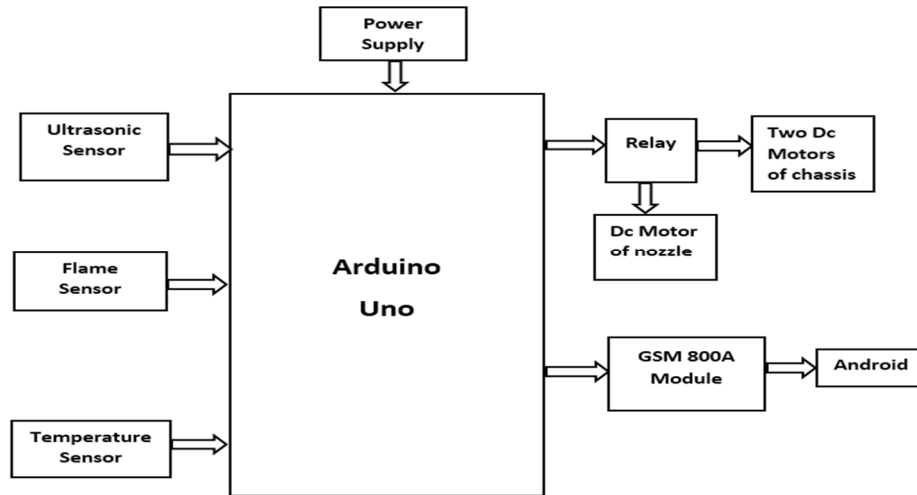 Power
Supply
Ultrasonic
Sensor
Relay
Two Dc
Motors
of chassis
Dc Motor
of nozzle
Flame
Sensor
Arduino
Uno
GSM 800A
Module
Android
Temperature
Sensor